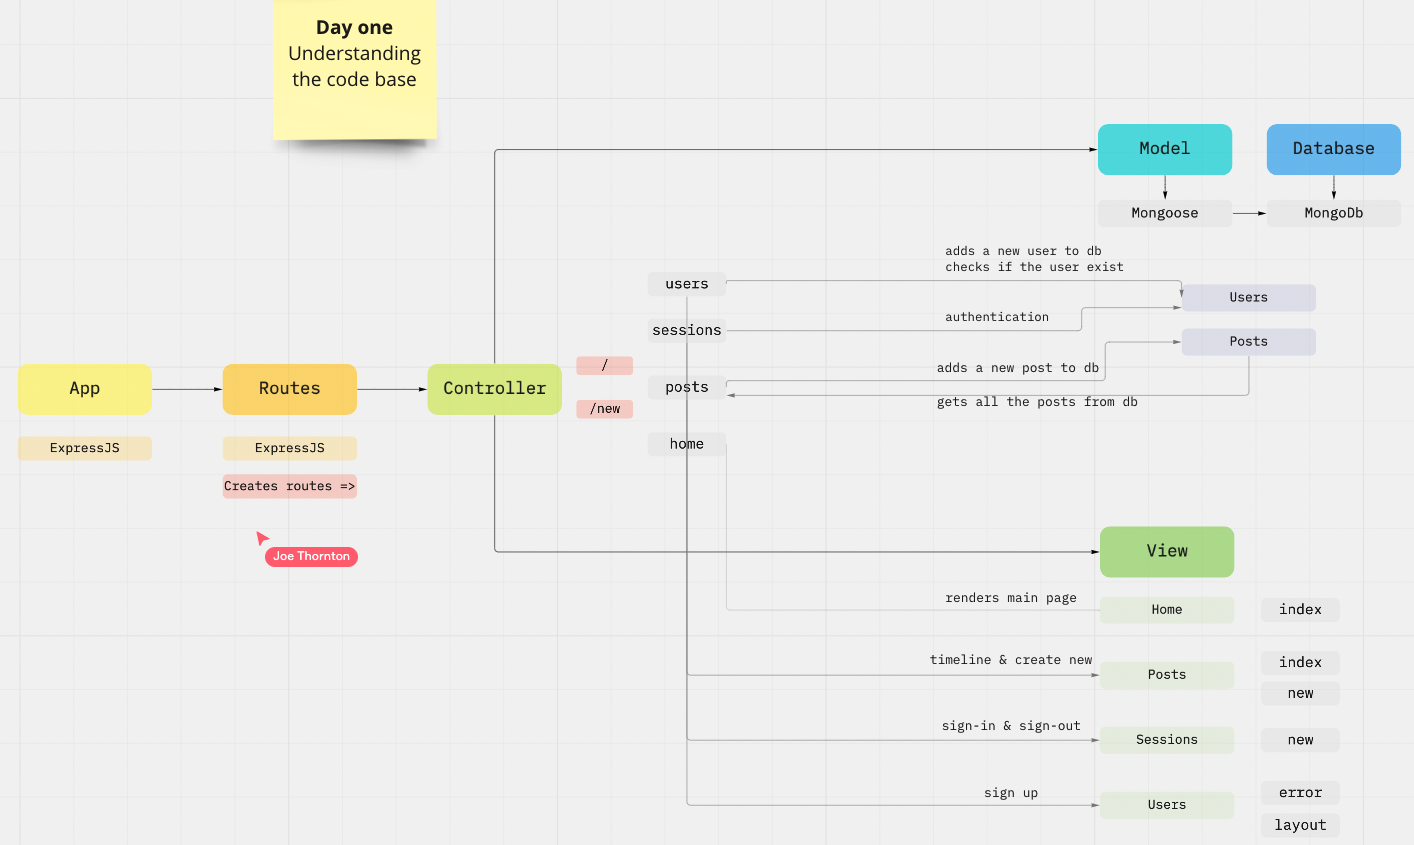 Day one
Understanding
the code base
Model
Database
Mongoose
MongoDb
adds a new user to db
checks if the user exist
users
Users
authentication
sessions
Posts
/
adds a new post to db
App
Routes
Controller
posts
/new
gets all the posts from db
ExpressJS
ExpressJS
home
Creates routes =>
Joe Thornton
View
renders main page
Home
index
timeline & create new
Posts
index
new
sign-in & sign-out
Sessions
new
sign up
Users
error
layout